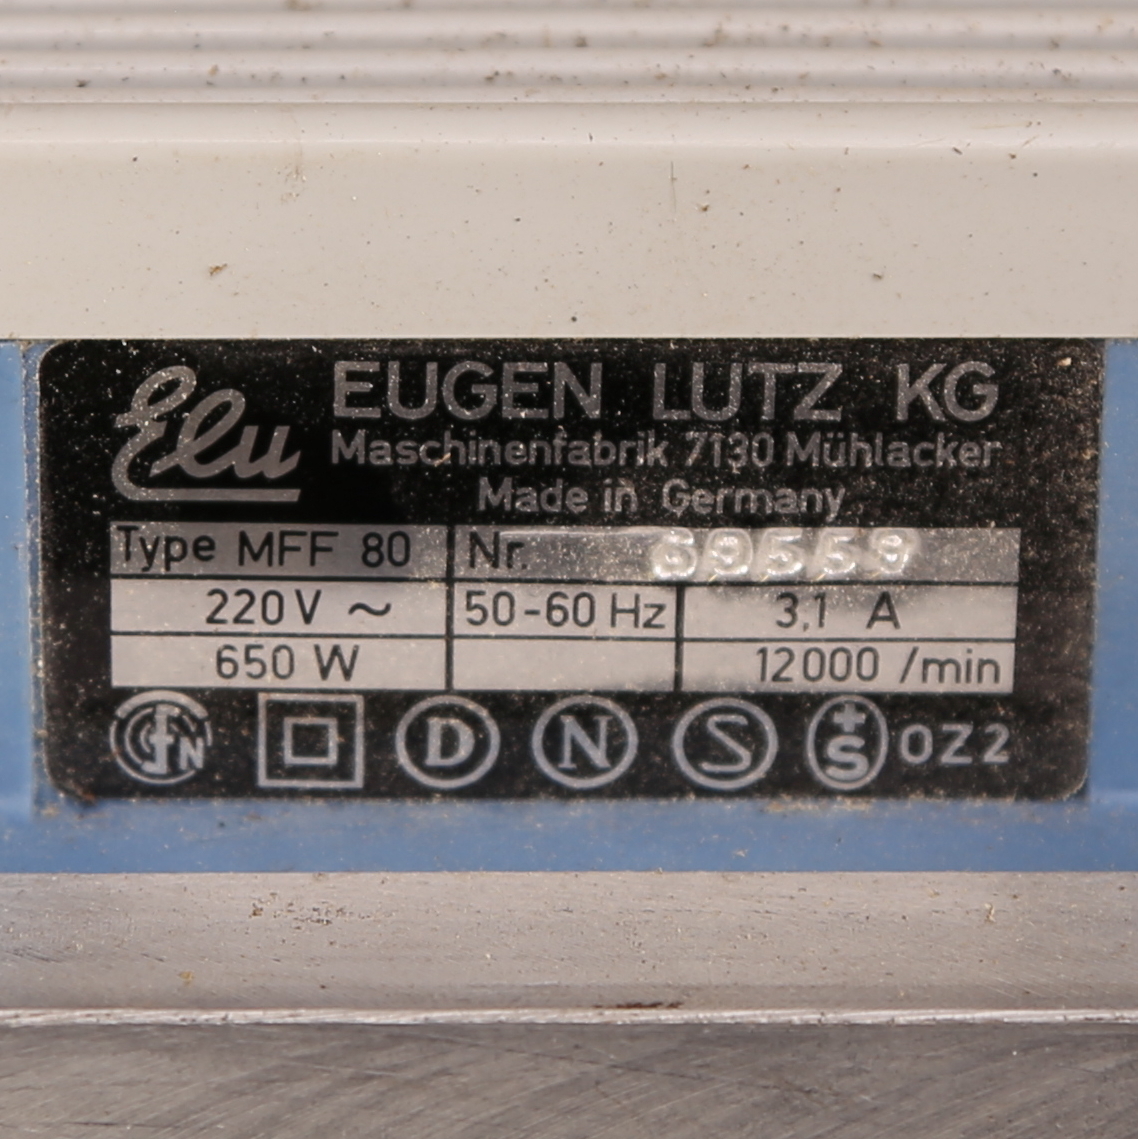 Elu
EUGEN LUTZ KG
Maschinenfabrik 7130 Mühlacker
Made in Germany
Type MFF 80 Nr. 69559
220V ~ 50-60 Hz 3,1 A
650 W 12000 /min
D N S +S OZ2